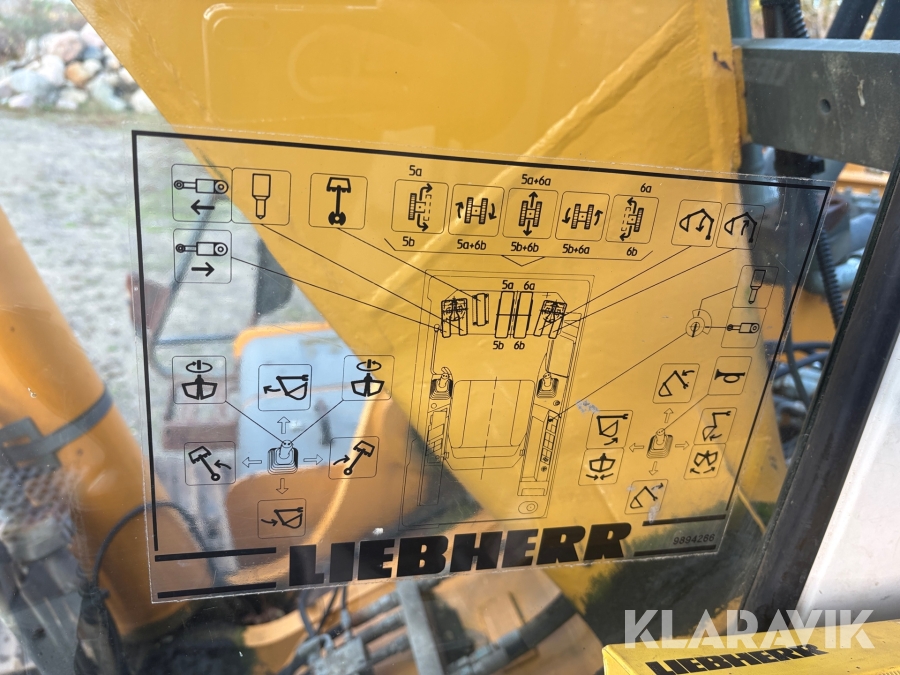 5a
5a+6a
6a
5b
5a+6b
5b+6b
5b+6a
6b
5a 6a
5b 6b
LIEBHERR
9894266
KLARAVIK
LIEBHERR